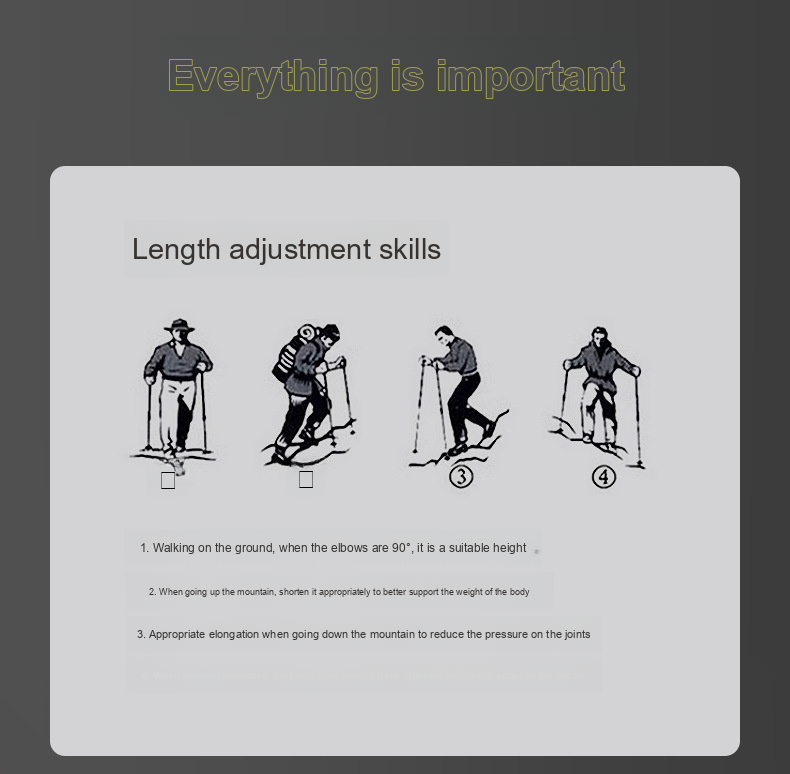 Everything is important
Length adjustment skills
□ □ ③ ④
1. Walking on the ground, when the elbows are 90°, it is a suitable height
2. When going up the mountain, shorten it appropriately to better support the weight of the body
3. Appropriate elongation when going down the mountain to reduce the pressure on the joints